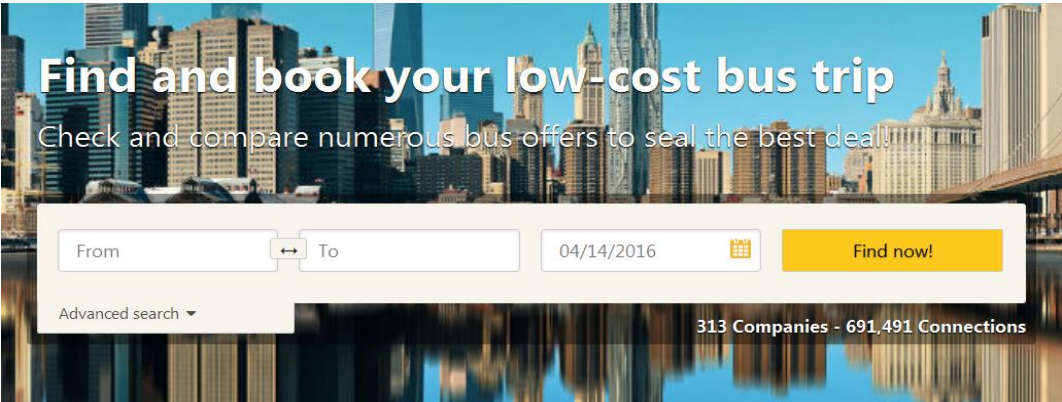 Find and book your low-cost bus trip
Check and compare numerous bus offers to seal the best deal!
From
↔
To
04/14/2016
Find now!
Advanced search
313 Companies - 691,491 Connections